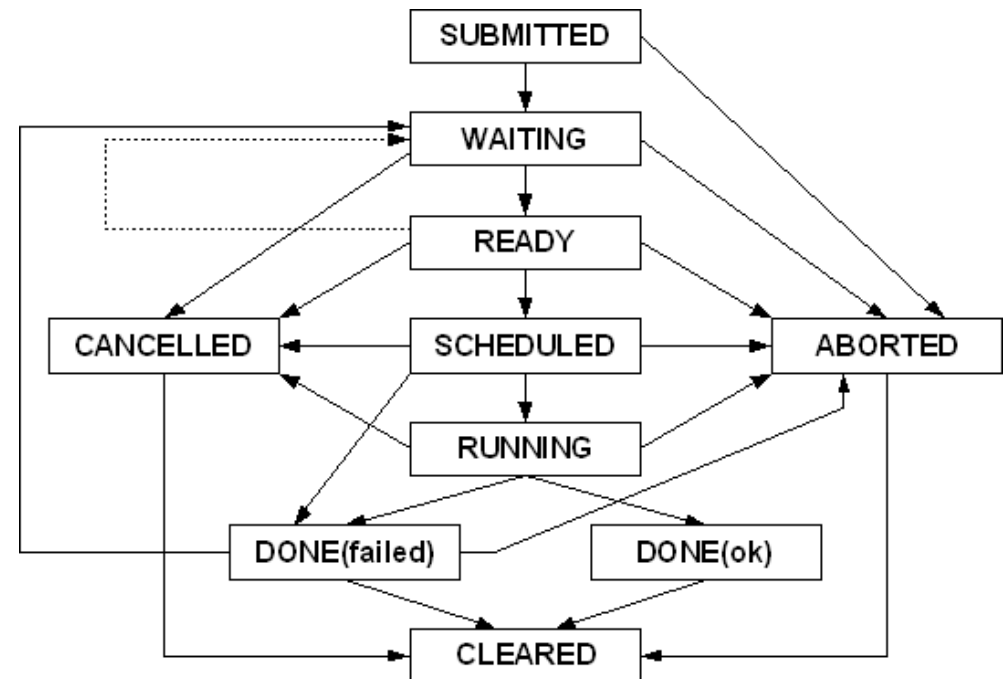 SUBMITTED
WAITING
READY
CANCELLED
SCHEDULED
ABORTED
RUNNING
DONE(failed)
DONE(ok)
CLEARED